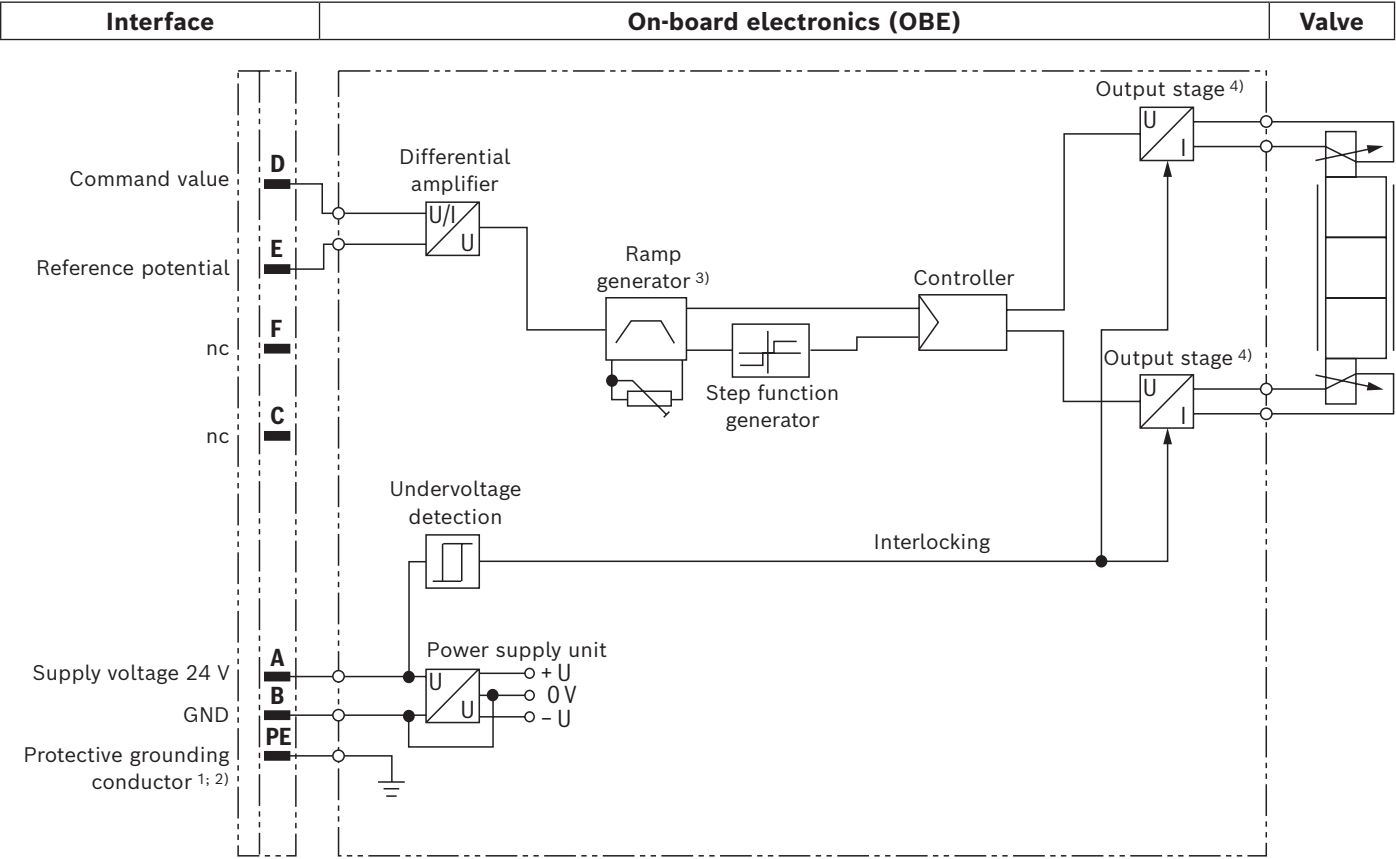 Interface
On-board electronics (OBE)
Valve
Output stage 4)
U
I
Differential
amplifier
D
Command value
U/I
U
E
Reference potential
Ramp
generator 3)
Controller
F
nc
Output stage 4)
U
I
Step function
generator
C
nc
Undervoltage
detection
Interlocking
Power supply unit
A
Supply voltage 24 V
U
U
+ U
0 V
– U
B
GND
PE
Protective grounding
conductor 1; 2)